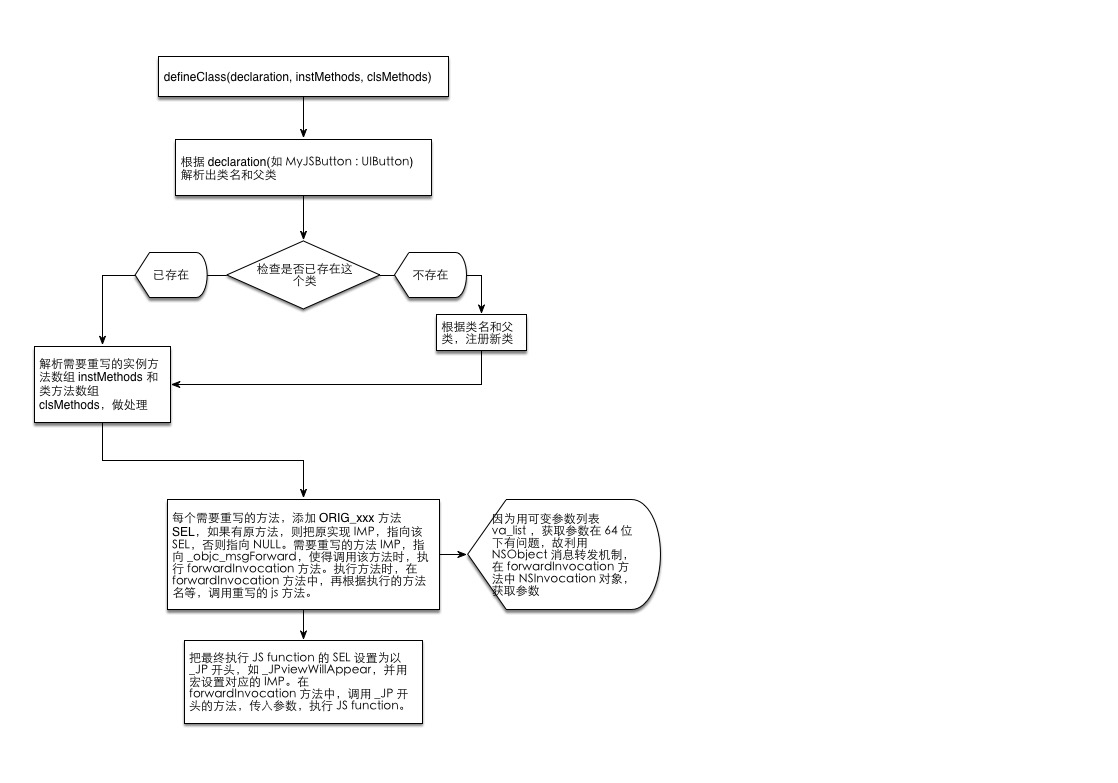 defineClass(declaration, instMethods, clsMethods)
根据 declaration(如 MyJSButton : UIButton)
解析出类名和父类
检查是否已存在这
个类
已存在
不存在
根据类名和父
类，注册新类
解析需要重写的实例方
法数组 instMethods 和
类方法数组
clsMethods，做处理
每个需要重写的方法，添加 ORIG_xxx 方法
SEL，如果有原方法，则把原实现 IMP，指向该
SEL，否则指向 NULL。需要重写的方法 IMP，指
向 _objc_msgForward，使得调用该方法时，执
行 forwardInvocation 方法。执行方法时，在
forwardInvocation 方法中，再根据执行的方法
名等，调用重写的 js 方法。
因为用可变参数列表
va_list ，获取参数在 64 位
下有问题，故利用
NSObject 消息转发机制，
在 forwardInvocation 方
法中 NSInvocation 对象，
获取参数
把最终执行 JS function 的 SEL 设置为以
_JP 开头，如 _JPviewWillAppear，并用
宏设置对应的 IMP。在
forwardInvocation 方法中，调用 _JP 开
头的方法，传入参数，执行 JS function。